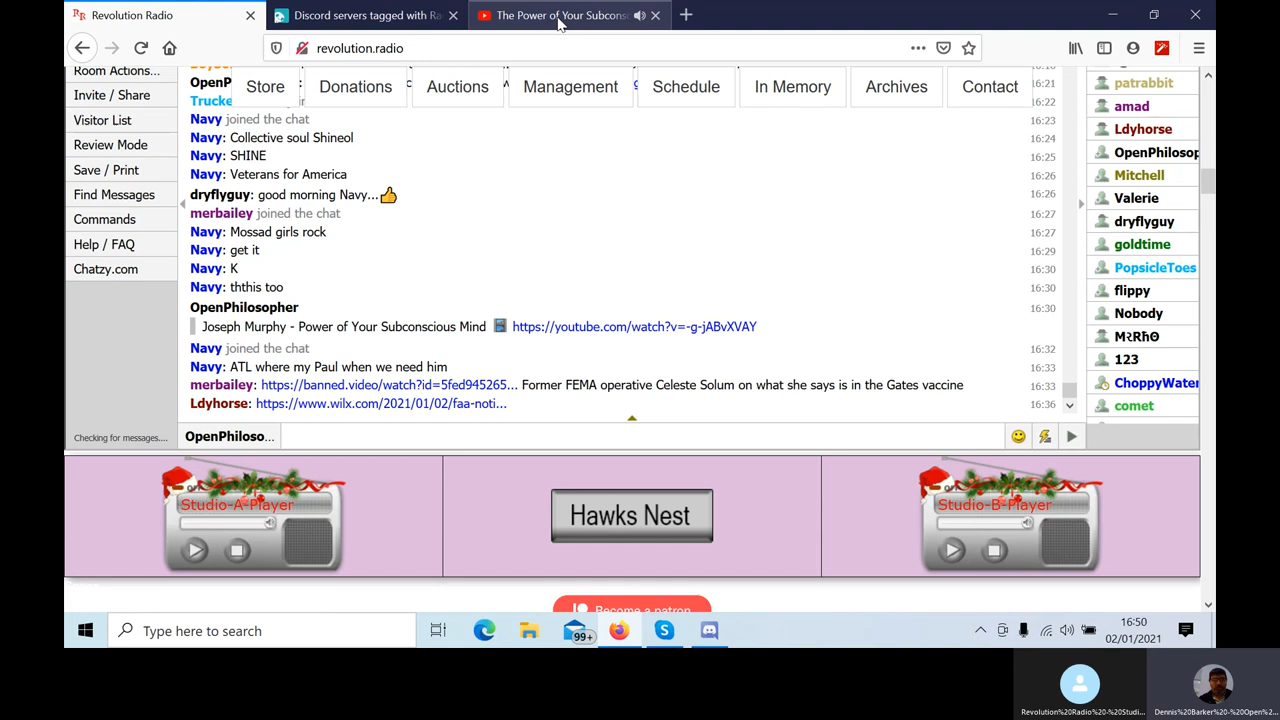 Revolution Radio
Discord servers tagged with Ra
The Power of Your Subcons
revolution.radio
Store Donations Auctions Management Schedule In Memory Archives Contact
Room Actions...
Invite / Share
Visitor List
Review Mode
Save / Print
Find Messages
Commands
Help / FAQ
Chatzy.com
Checking for messages....
OpenP 16:21
Trucke 16:22
Navy joined the chat 16:23
Navy: Collective soul Shineol 16:24
Navy: SHINE 16:25
Navy: Veterans for America 16:26
dryflyguy: good morning Navy... 16:26
merbailey joined the chat 16:27
Navy: Mossad girls rock
Navy: get it 16:29
Navy: K 16:30
Navy: ththis too 16:30
OpenPhilosopher 16:30
Joseph Murphy - Power of Your Subconscious Mind https://youtube.com/watch?v=-g-jABvXVAY
Navy joined the chat 16:32
Navy: ATL where my Paul when we need him 16:33
merbailey: https://banned.video/watch?id=5fed945265... Former FEMA operative Celeste Solum on what she says is in the Gates vaccine 16:33
Ldyhorse: https://www.wilx.com/2021/01/02/faa-noti... 16:36
OpenPhiloso...
patrabbit
amad
Ldyhorse
OpenPhilosop
Mitchell
Valerie
dryflyguy
goldtime
PopsicleToes
flippy
Nobody
MՀRћϴ
123
ChoppyWater
comet
Studio-A-Player
Hawks Nest
Studio-B-Player
Become a patron
Type here to search
99+
16:50
02/01/2021
Revolution%20Radio%20-%20Studi...
Dennis%20Barker%20-%20Open%2...